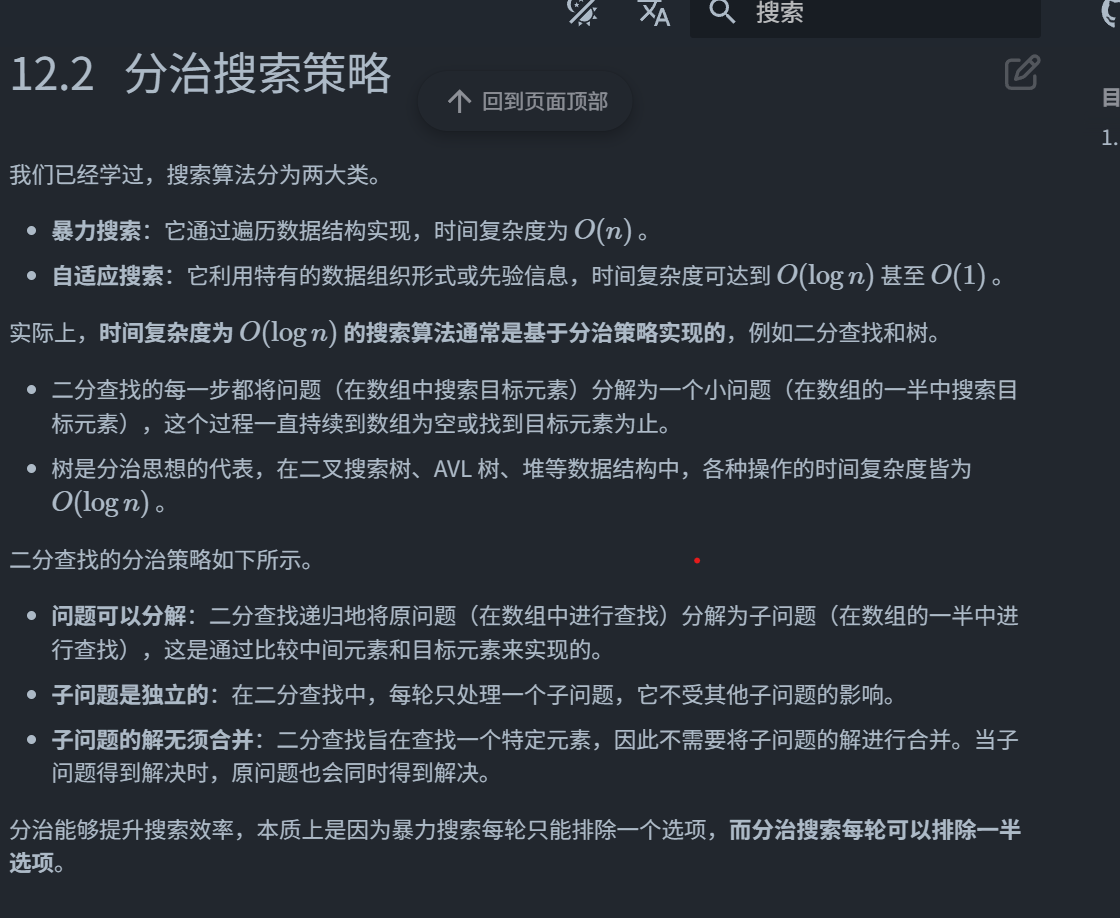 搜索
12.2 分治搜索策略
回到页面顶部
目
1.
我们已经学过，搜索算法分为两大类。
暴力搜索：它通过遍历数据结构实现，时间复杂度为 O(n) 。
自适应搜索：它利用特有的数据组织形式或先验信息，时间复杂度可达到 O(log n) 甚至 O(1) 。
实际上，时间复杂度为 O(log n) 的搜索算法通常是基于分治策略实现的，例如二分查找和树。
二分查找的每一步都将问题（在数组中搜索目标元素）分解为一个小问题（在数组的一半中搜索目
标元素），这个过程一直持续到数组为空或找到目标元素为止。
树是分治思想的代表，在二叉搜索树、AVL 树、堆等数据结构中，各种操作的时间复杂度皆为
O(log n) 。
二分查找的分治策略如下所示。
问题可以分解：二分查找递归地将原问题（在数组中进行查找）分解为子问题（在数组的一半中进
行查找），这是通过比较中间元素和目标元素来实现的。
子问题是独立的：在二分查找中，每轮只处理一个子问题，它不受其他子问题的影响。
子问题的解无须合并：二分查找旨在查找一个特定元素，因此不需要将子问题的解进行合并。当子
问题得到解决时，原问题也会同时得到解决。
分治能够提升搜索效率，本质上是因为暴力搜索每轮只能排除一个选项，而分治搜索每轮可以排除一半
选项。